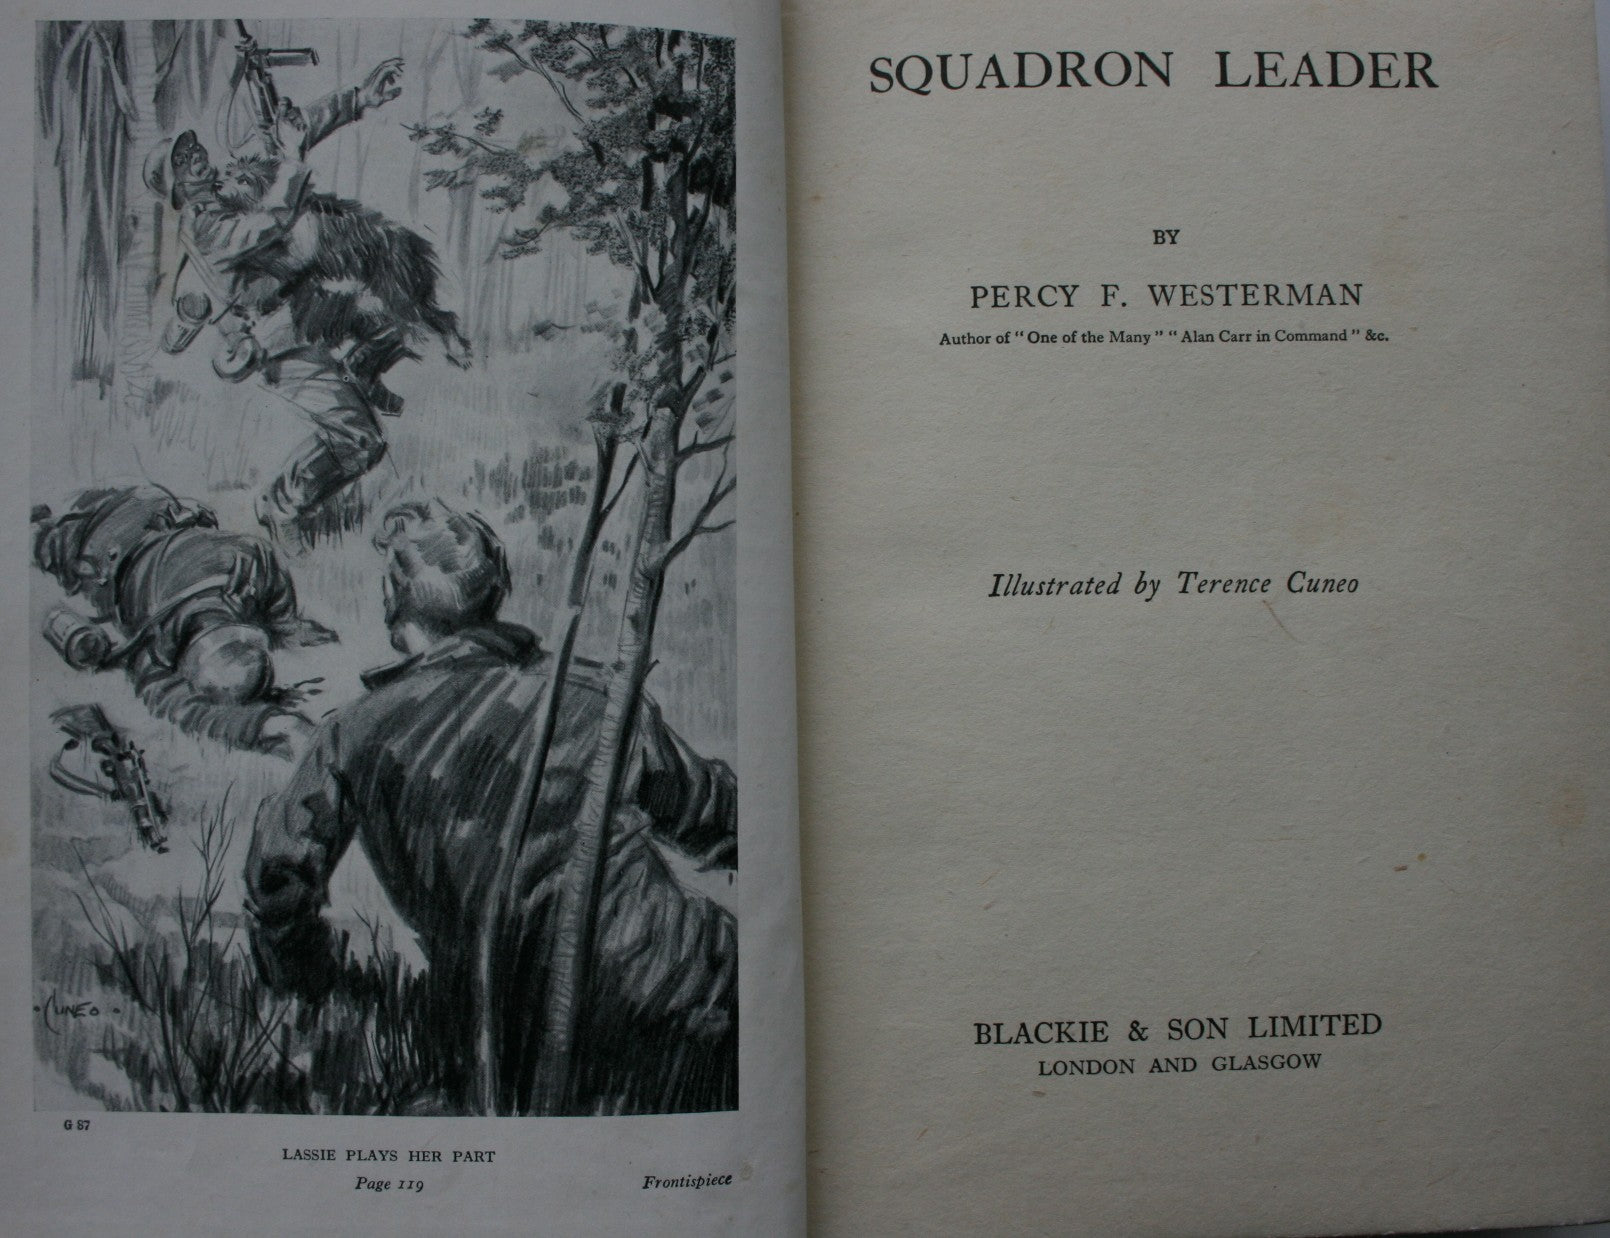 ·CUNEO·
G 87
LASSIE PLAYS HER PART
Page 119
Frontispiece
SQUADRON LEADER
BY
PERCY F. WESTERMAN
Author of “One of the Many” “Alan Carr in Command” &c.
Illustrated by Terence Cuneo
BLACKIE & SON LIMITED
LONDON AND GLASGOW